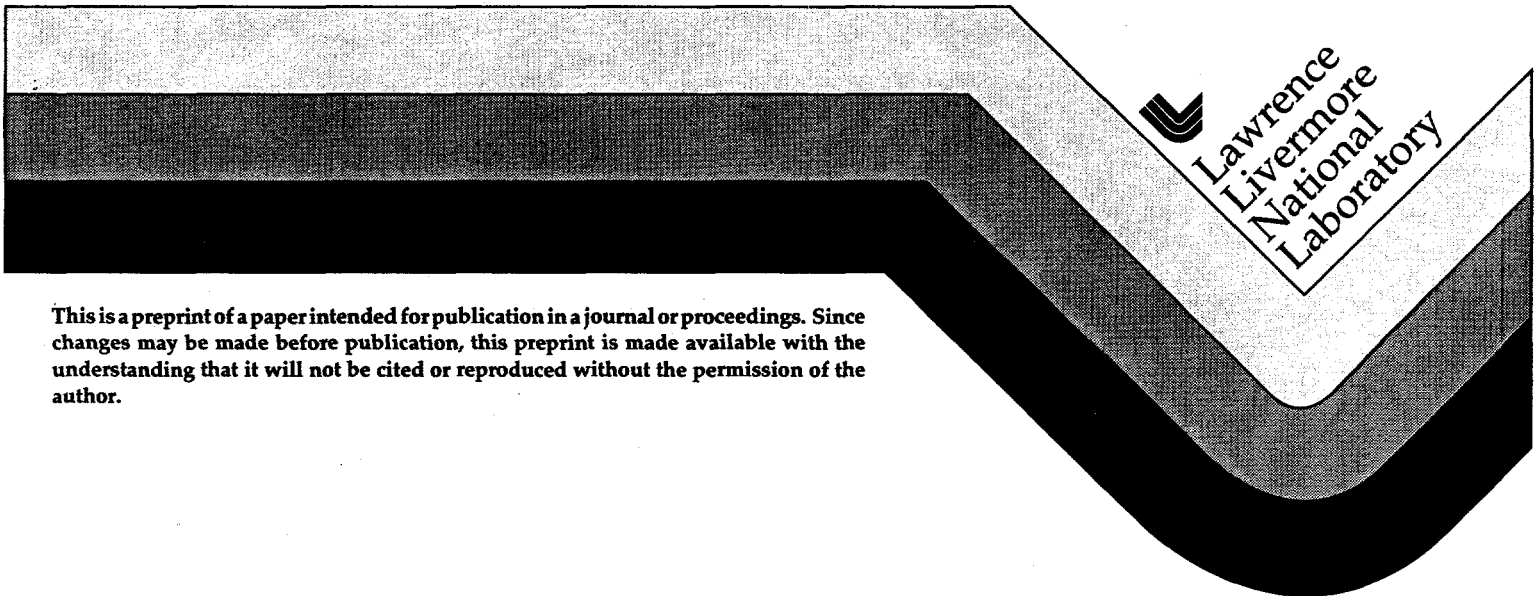 Lawrence
Livermore
National
Laboratory
This is a preprint of a paper intended for publication in a journal or proceedings. Since
changes may be made before publication, this preprint is made available with the
understanding that it will not be cited or reproduced without the permission of the
author.